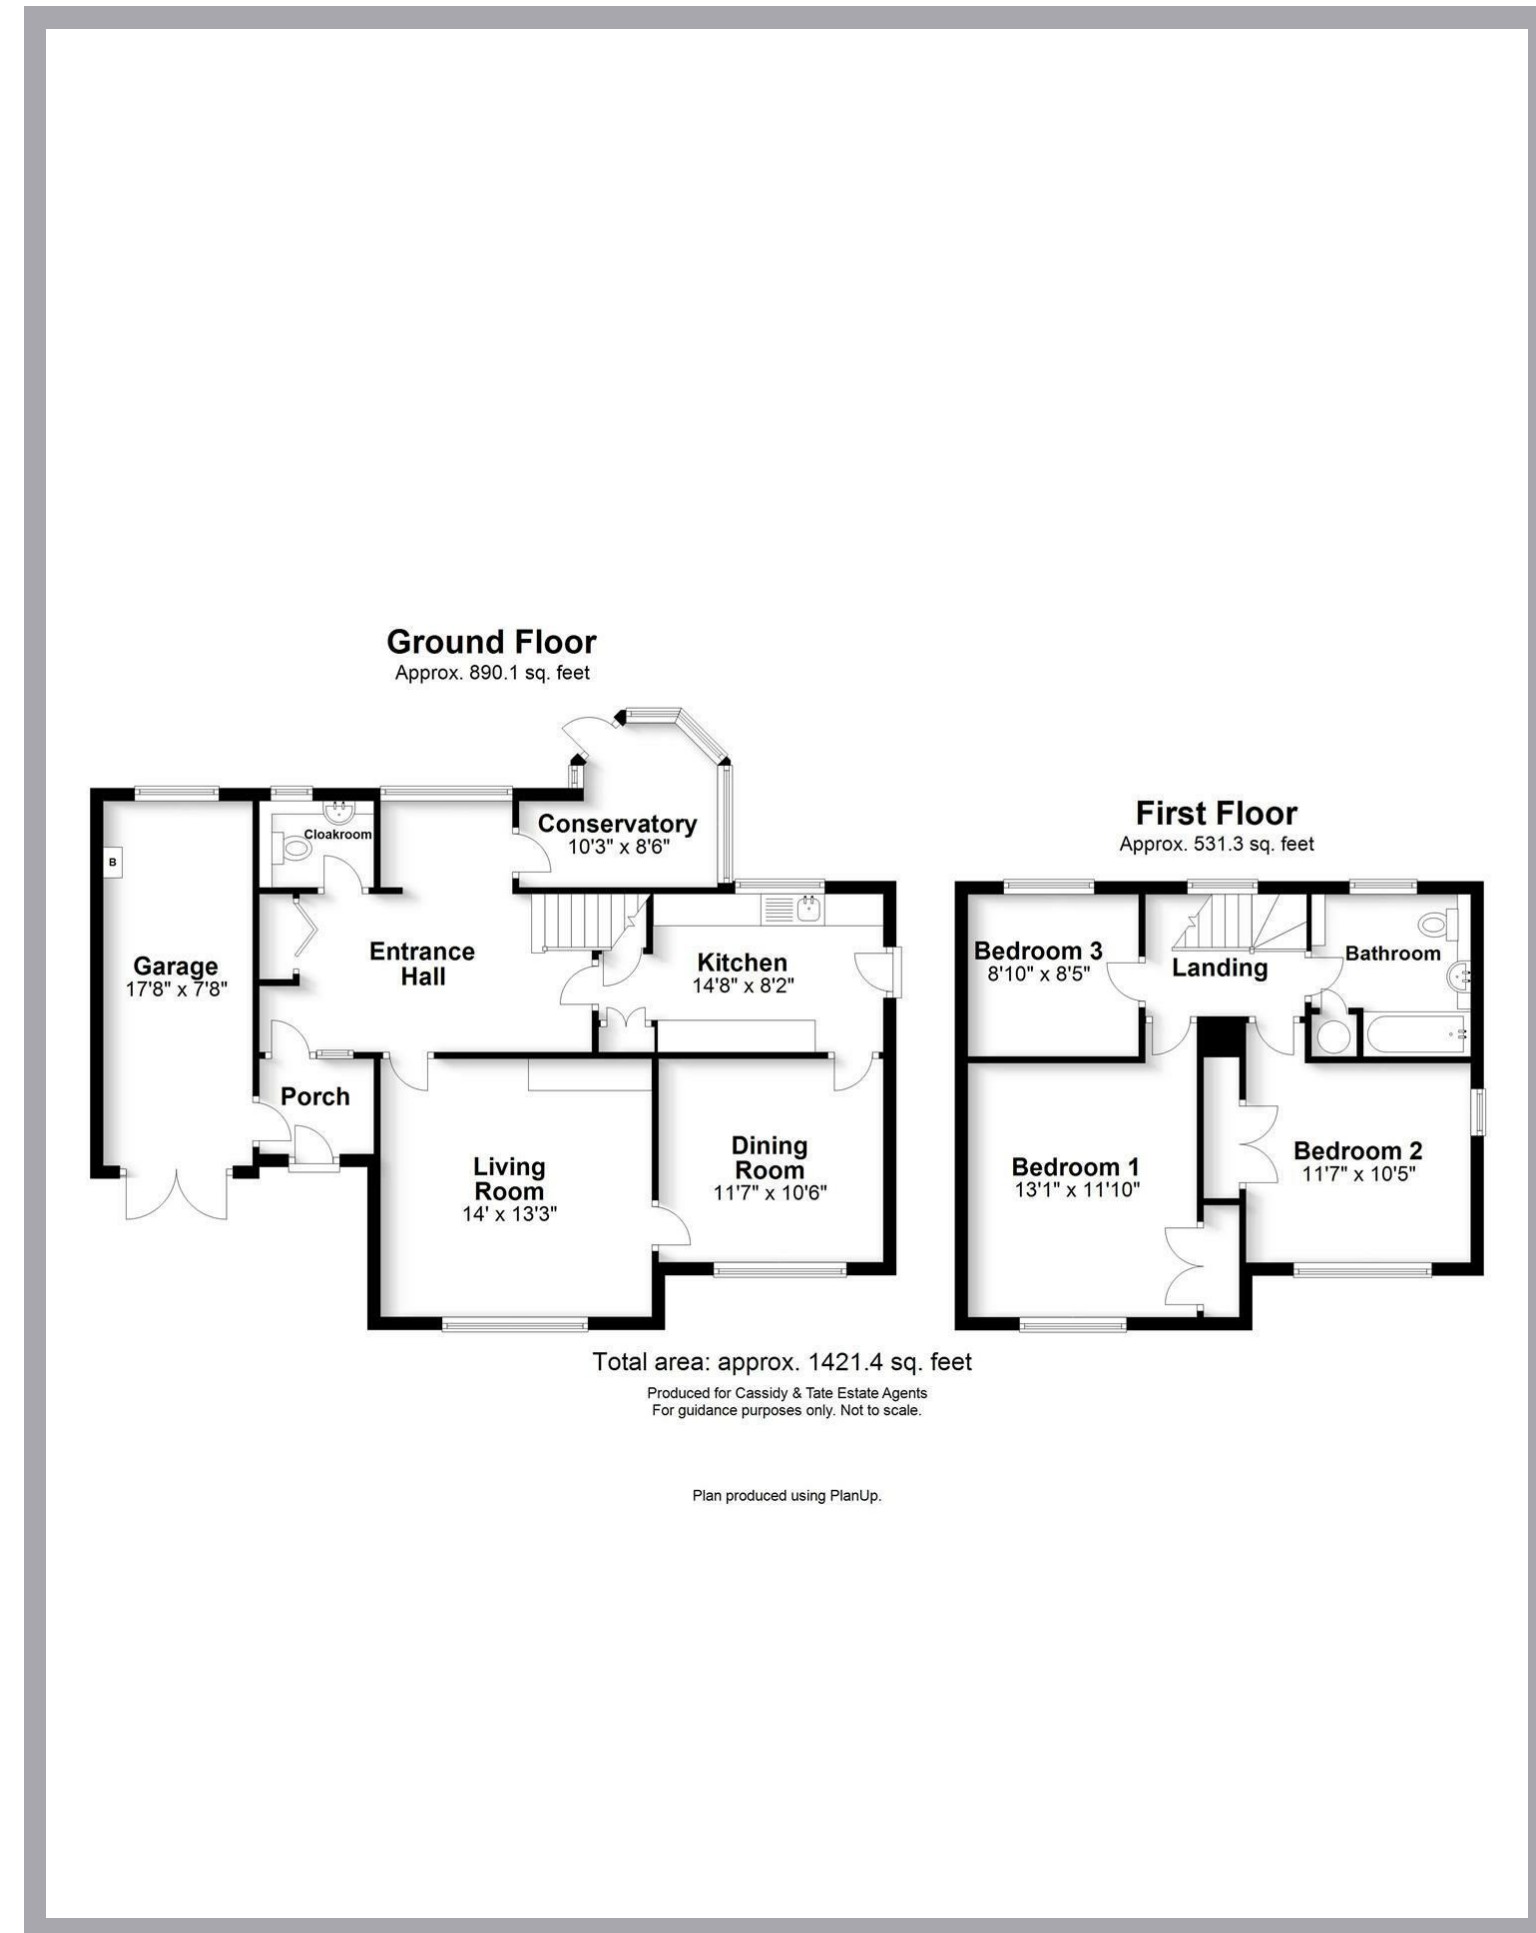 Ground Floor
Approx. 890.1 sq. feet
Conservatory
10'3" x 8'6"
Cloakroom
B
Garage
17'8" x 7'8"
Entrance
Hall
Kitchen
14'8" x 8'2"
Porch
Living
Room
14' x 13'3"
Dining
Room
11'7" x 10'6"
First Floor
Approx. 531.3 sq. feet
Bedroom 3
8'10" x 8'5"
Landing
Bathroom
Bedroom 1
13'1" x 11'10"
Bedroom 2
11'7" x 10'5"
Total area: approx. 1421.4 sq. feet
Produced for Cassidy & Tate Estate Agents
For guidance purposes only. Not to scale.
Plan produced using PlanUp.